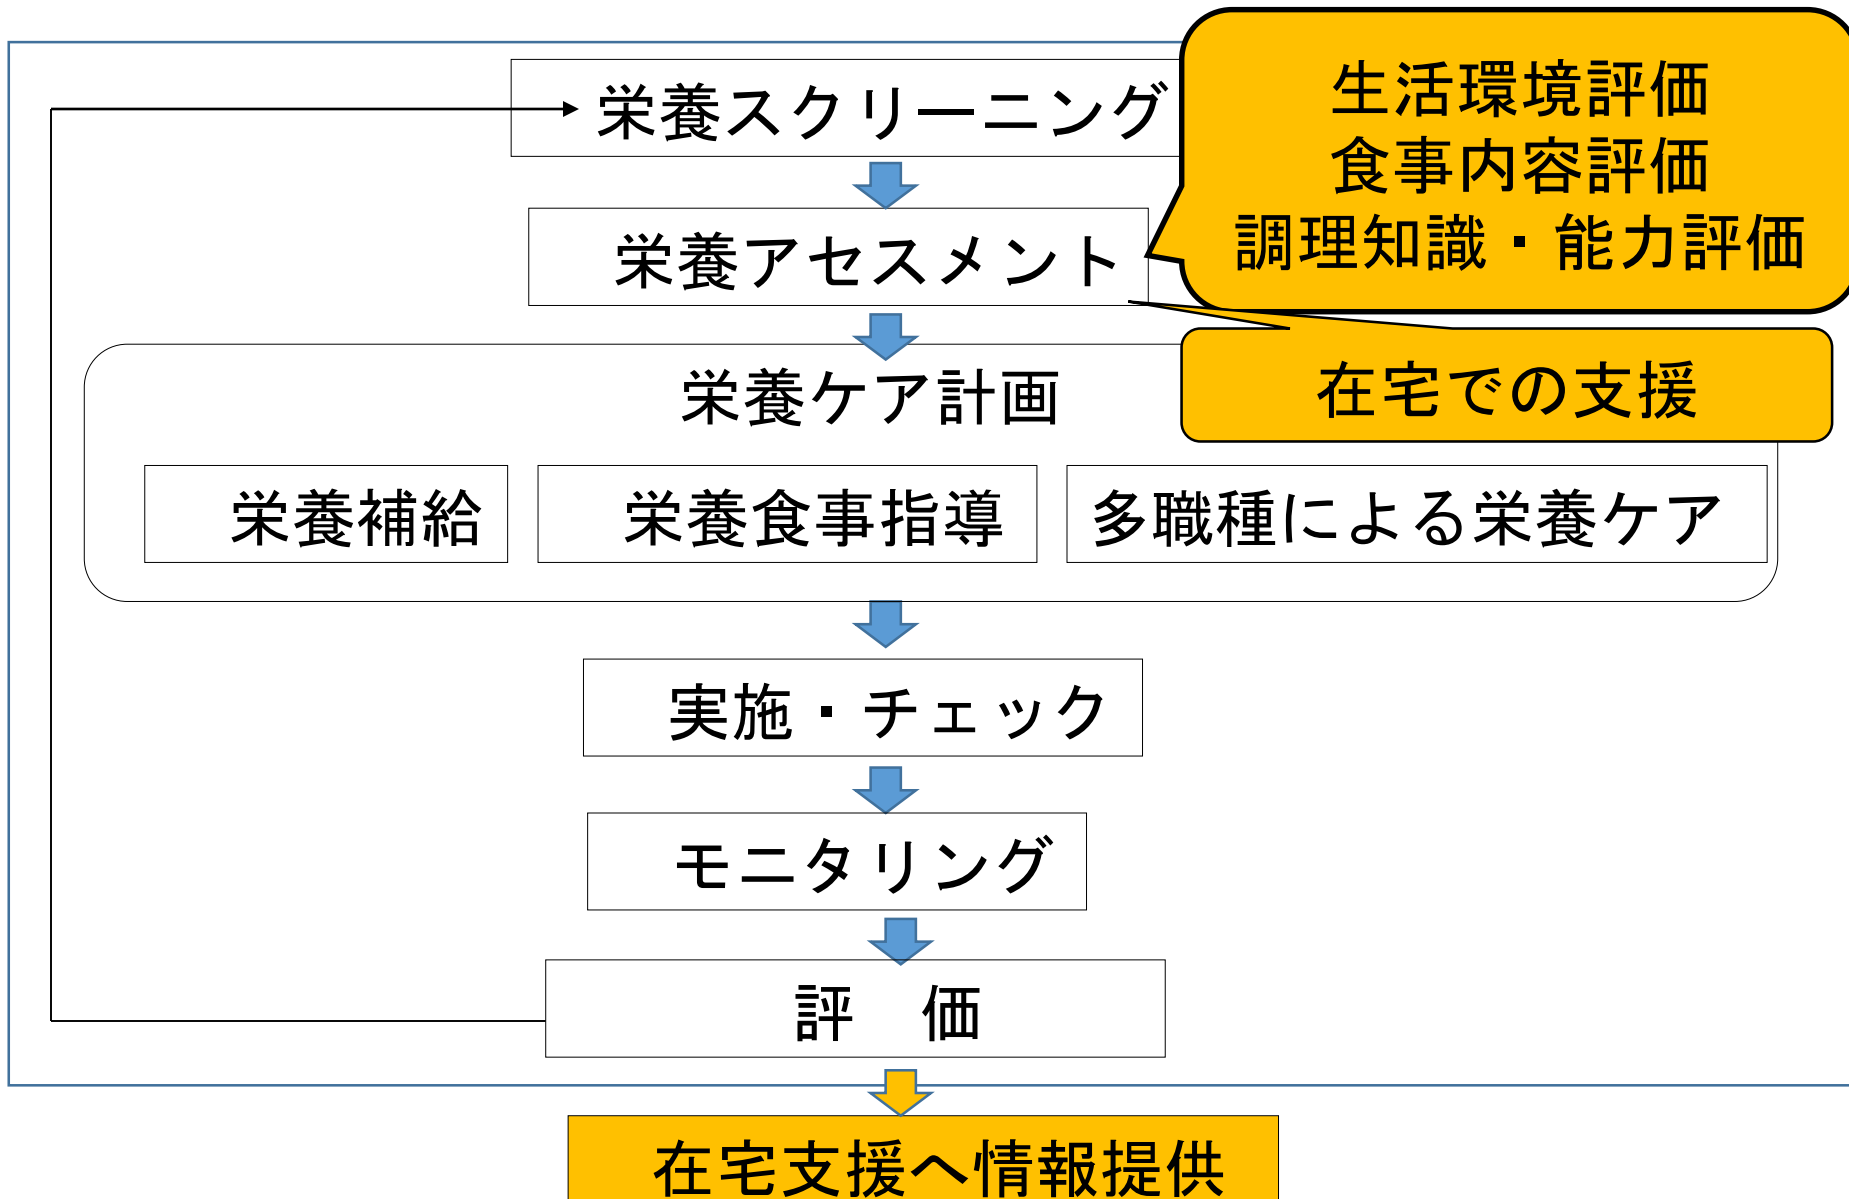 栄養スクリーニング
生活環境評価
食事内容評価
調理知識・能力評価
栄養アセスメント
在宅での支援
栄養ケア計画
栄養補給
栄養食事指導
多職種による栄養ケア
実施・チェック
モニタリング
評　価
在宅支援へ情報提供